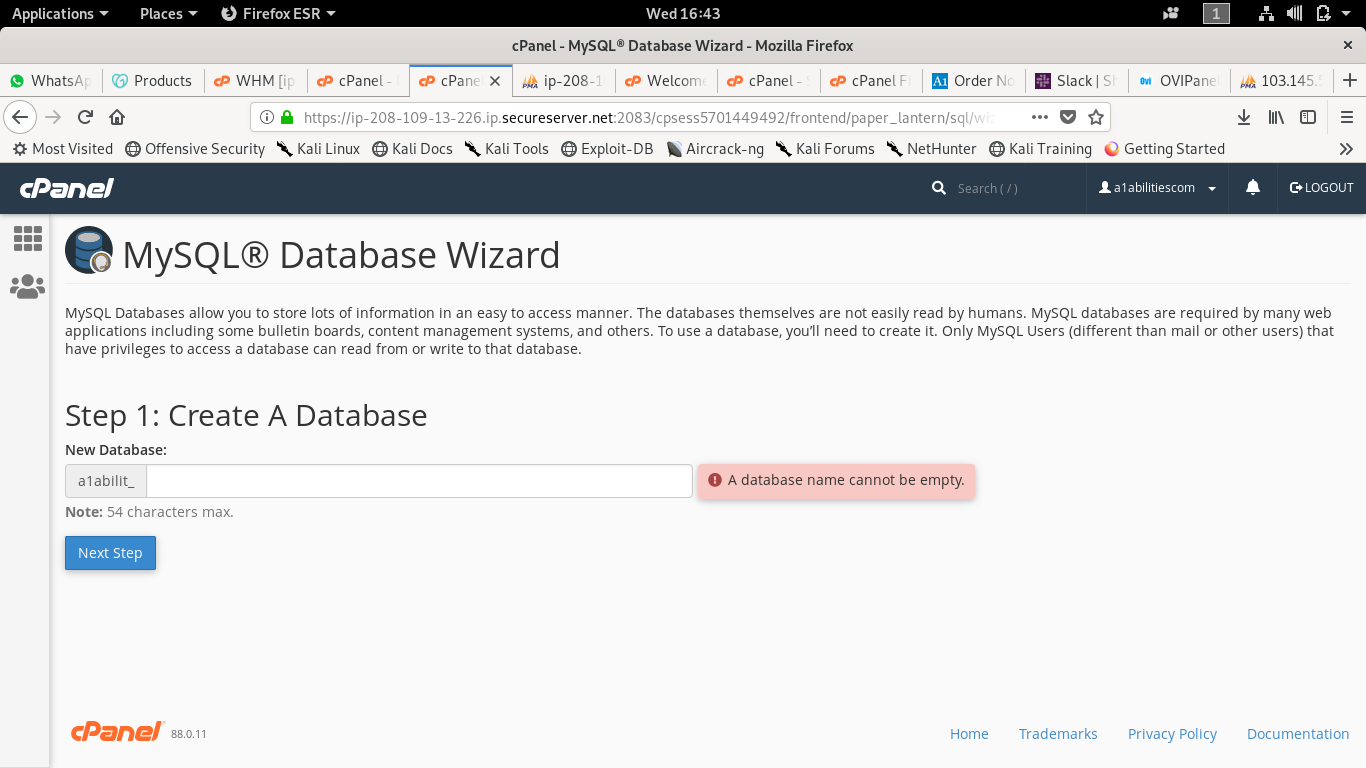 Applications Places Firefox ESR Wed 16:43 1
cPanel - MySQL® Database Wizard - Mozilla Firefox
WhatsAp Products WHM [ip cPanel - cPane ip-208-1 Welcome cPanel - cPanel Fi Order No Slack | Sh OVIPanel 103.145.5
https://ip-208-109-13-226.ip.secureserver.net:2083/cpsess5701449492/frontend/paper_lantern/sql/wiz
Most Visited Offensive Security Kali Linux Kali Docs Kali Tools Exploit-DB Aircrack-ng Kali Forums NetHunter Kali Training Getting Started
cPanel Search ( / ) a1abilitiescom LOGOUT
MySQL® Database Wizard
MySQL Databases allow you to store lots of information in an easy to access manner. The databases themselves are not easily read by humans. MySQL databases are required by many web
applications including some bulletin boards, content management systems, and others. To use a database, you’ll need to create it. Only MySQL Users (different than mail or other users) that
have privileges to access a database can read from or write to that database.
Step 1: Create A Database
New Database:
a1abilit_ A database name cannot be empty.
Note: 54 characters max.
Next Step
cPanel 88.0.11 Home Trademarks Privacy Policy Documentation